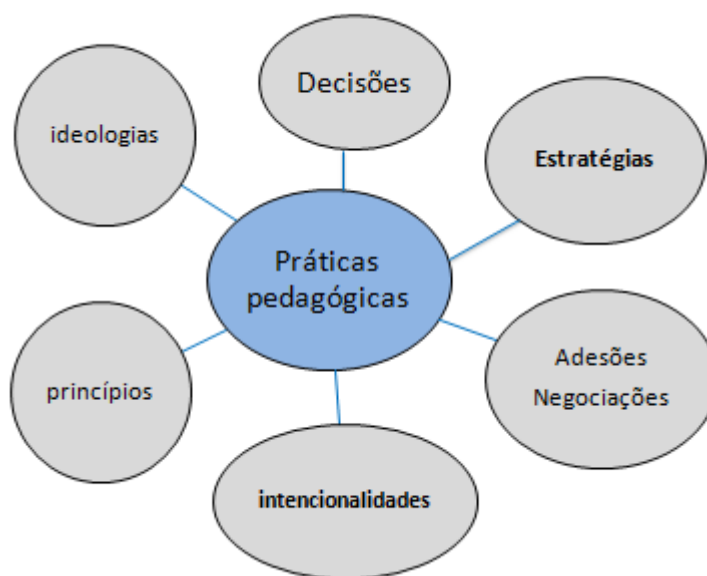 Decisões
ideologias
Estratégias
Práticas
pedagógicas
Adesões
Negociações
princípios
intencionalidades